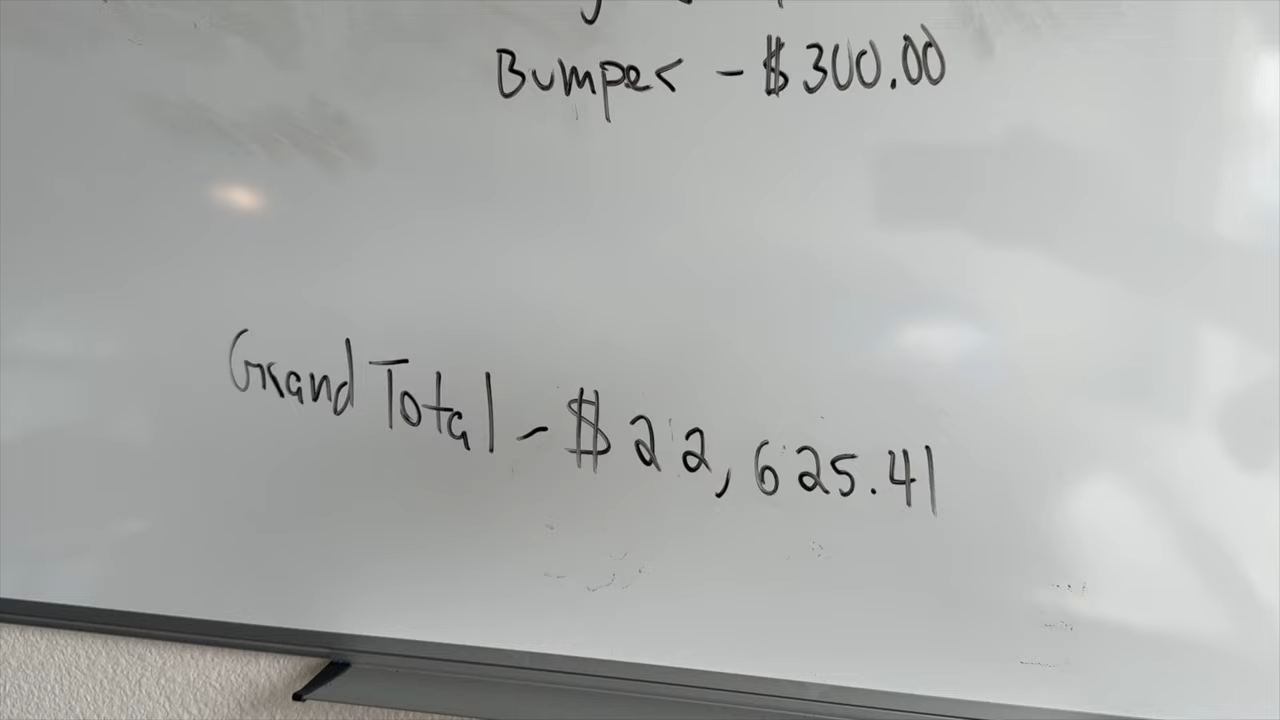 Bumper - $300.00
Grand Total - $22,625.41